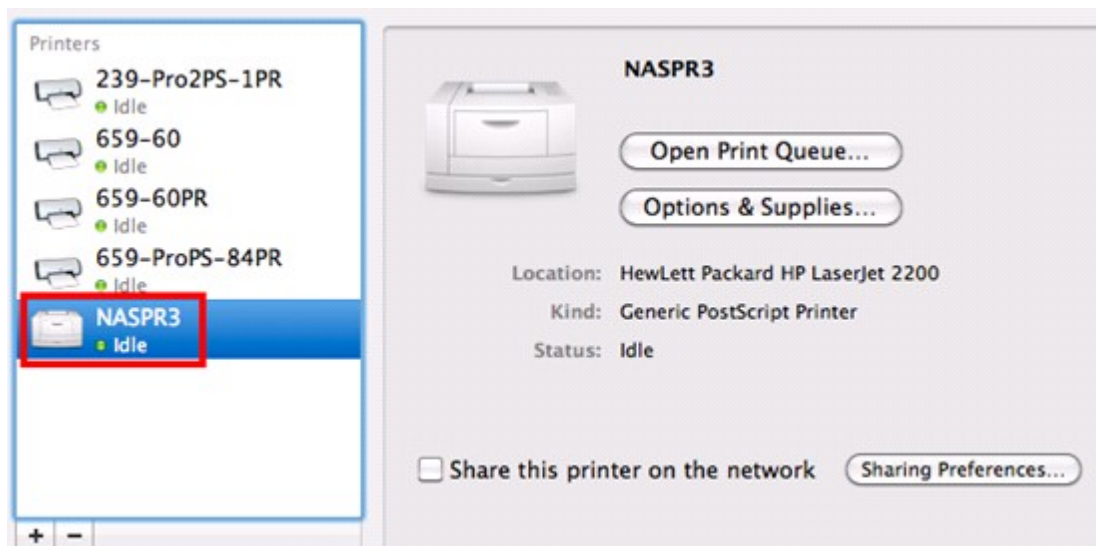 Printers
239-Pro2PS-1PR
Idle
659-60
Idle
659-60PR
Idle
659-ProPS-84PR
Idle
NASPR3
Idle
+ -
NASPR3
Open Print Queue...
Options & Supplies...
Location: HewLett Packard HP LaserJet 2200
Kind: Generic PostScript Printer
Status: Idle
Share this printer on the network
Sharing Preferences...